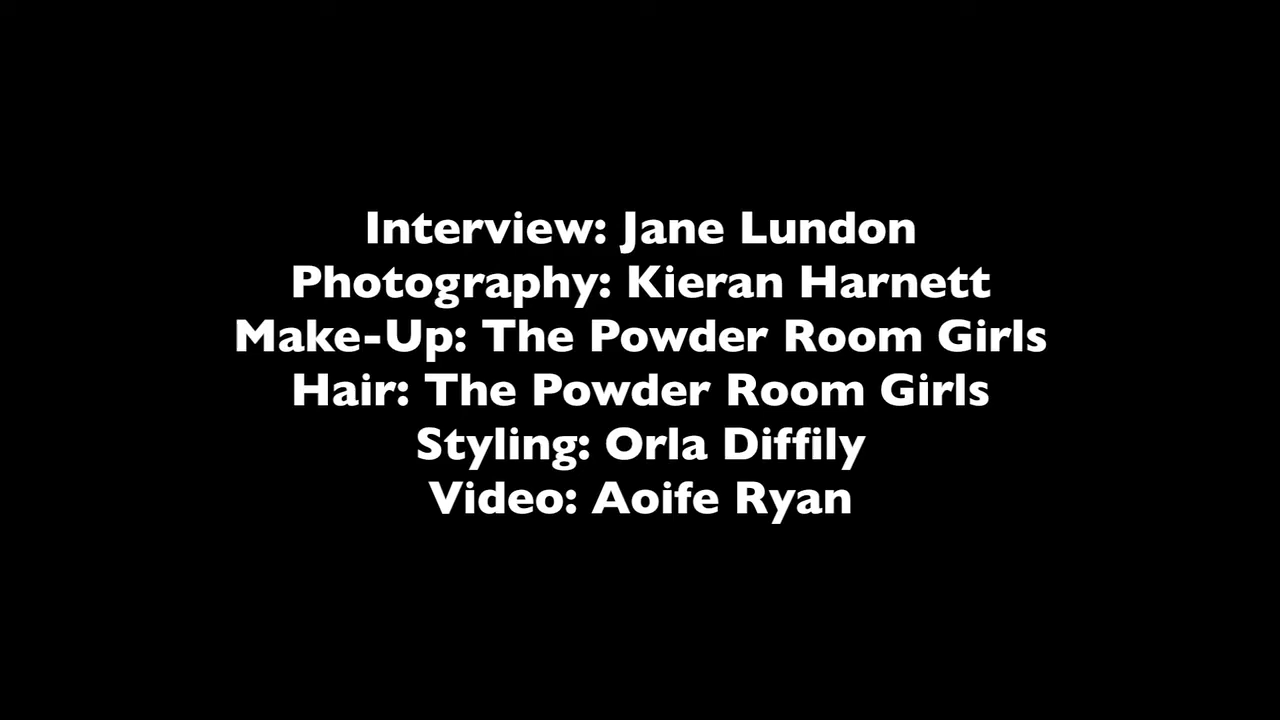 Interview: Jane Lundon
Photography: Kieran Harnett
Make-Up: The Powder Room Girls
Hair: The Powder Room Girls
Styling: Orla Diffily
Video: Aoife Ryan